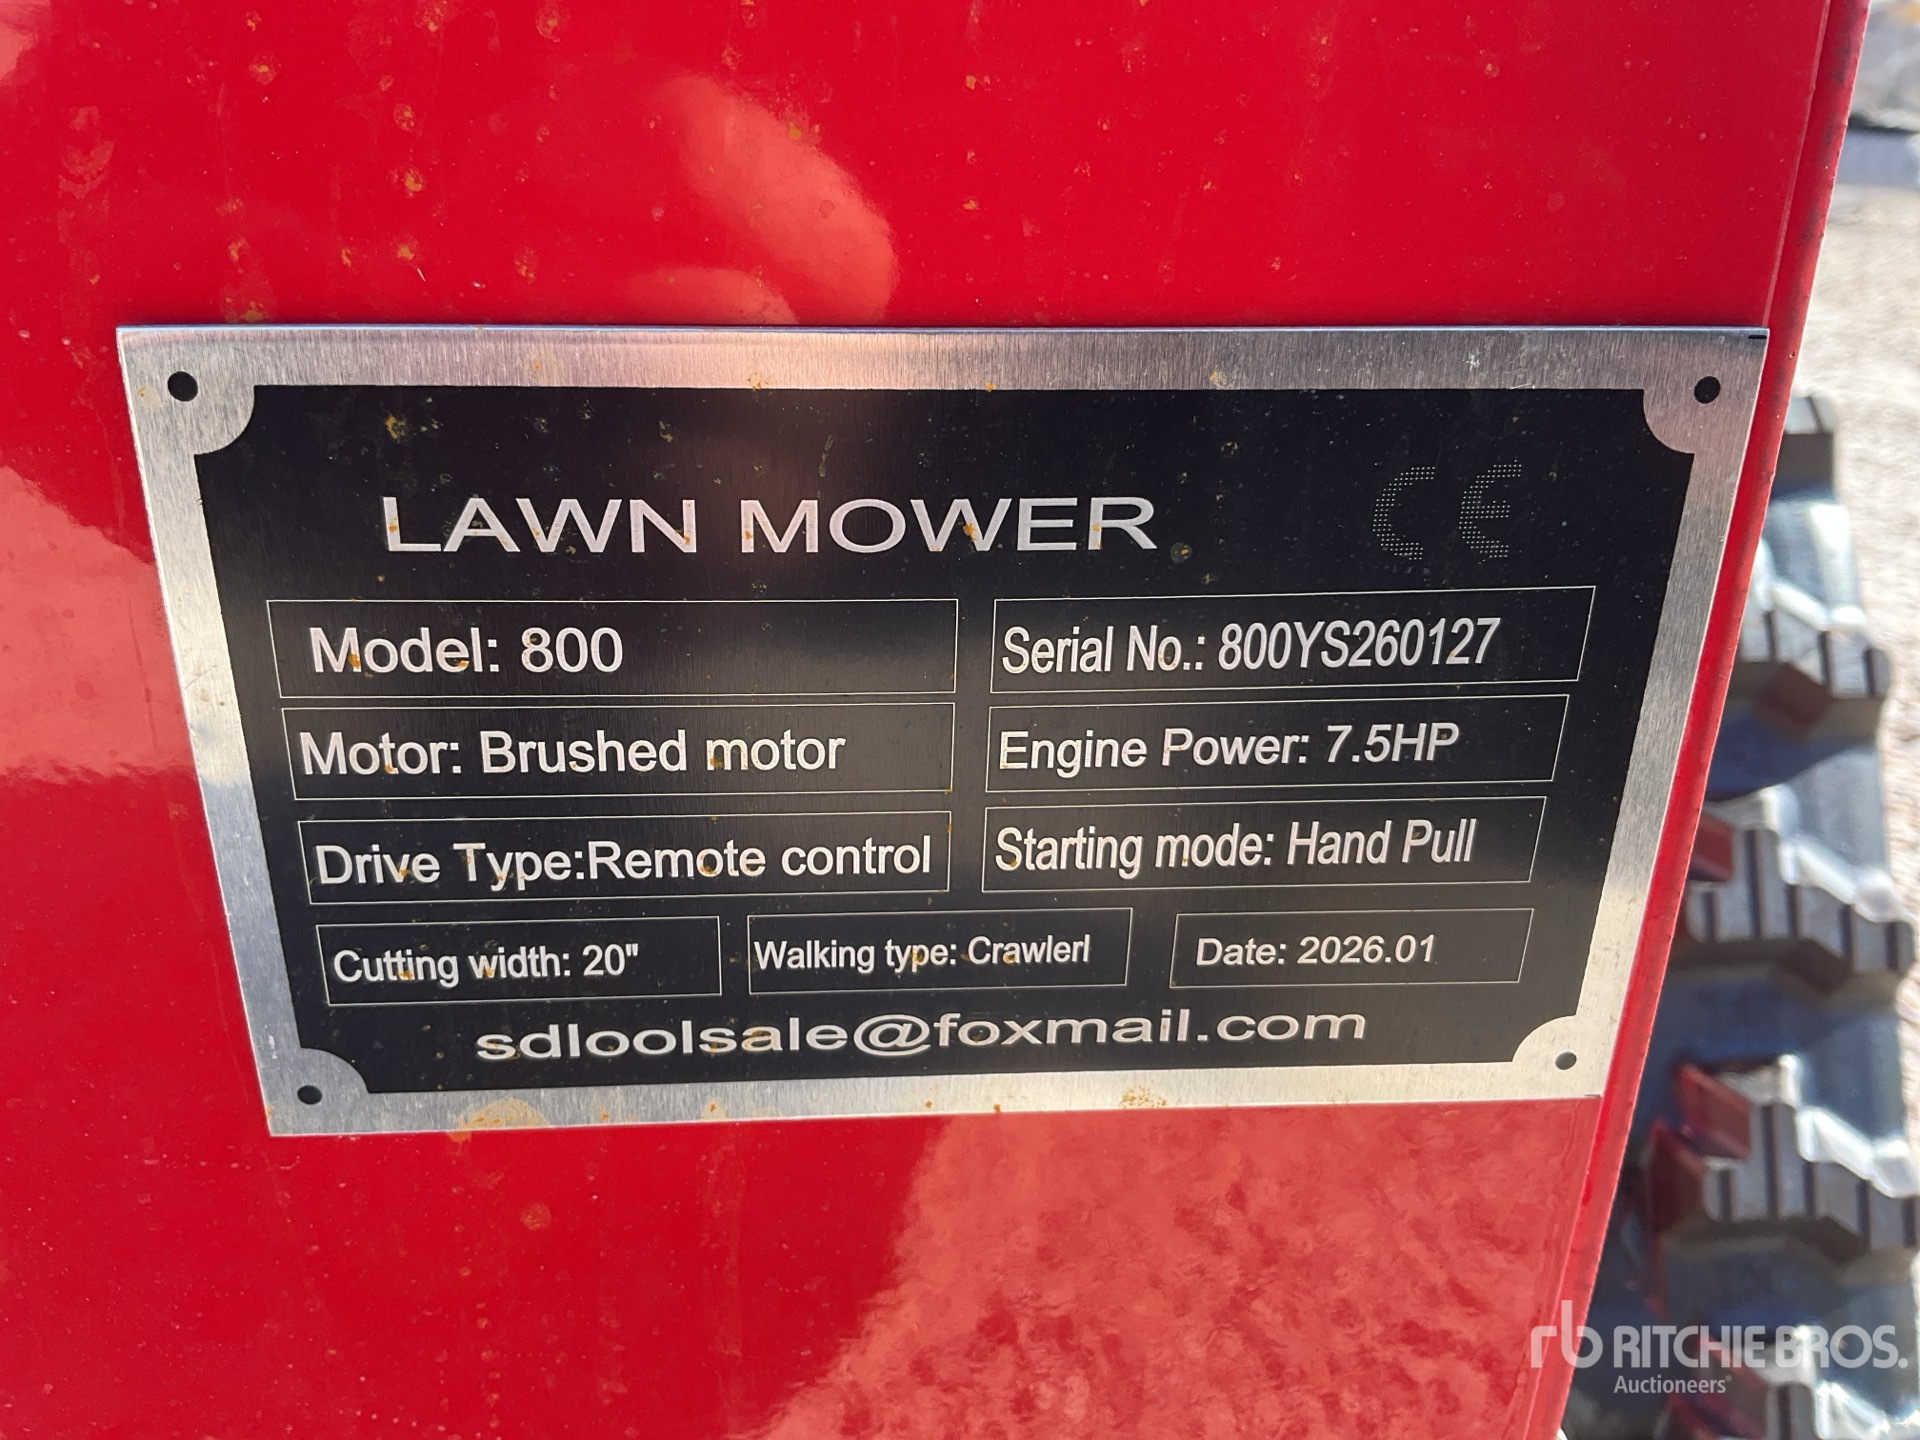 LAWN MOWER CE
Model: 800
Serial No.: 800YS260127
Motor: Brushed motor
Engine Power: 7.5HP
Drive Type:Remote control
Starting mode: Hand Pull
Cutting width: 20"
Walking type: Crawlerl
Date: 2026.01
sdloolsale@foxmail.com
rb RITCHIE BROS.
Auctioneers